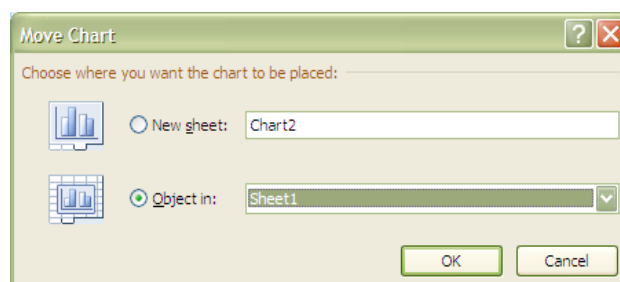 Move Chart
Choose where you want the chart to be placed:
New sheet: Chart2
Object in: Sheet1
OK Cancel